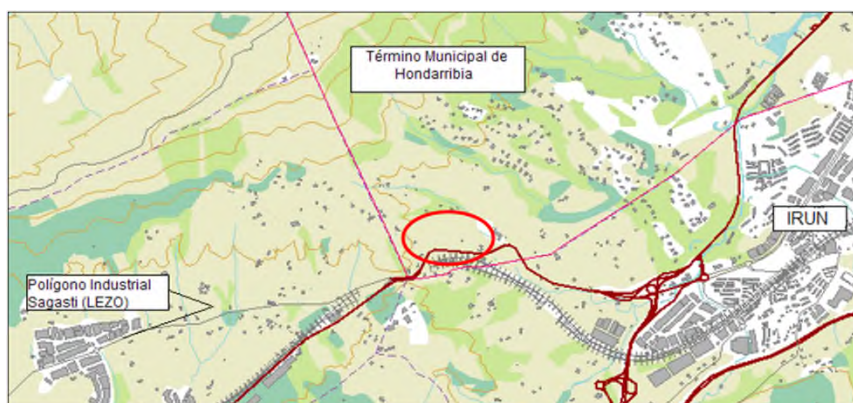 Término Municipal de
Hondarribia
IRUN
Polígono Industrial
Sagasti (LEZO)